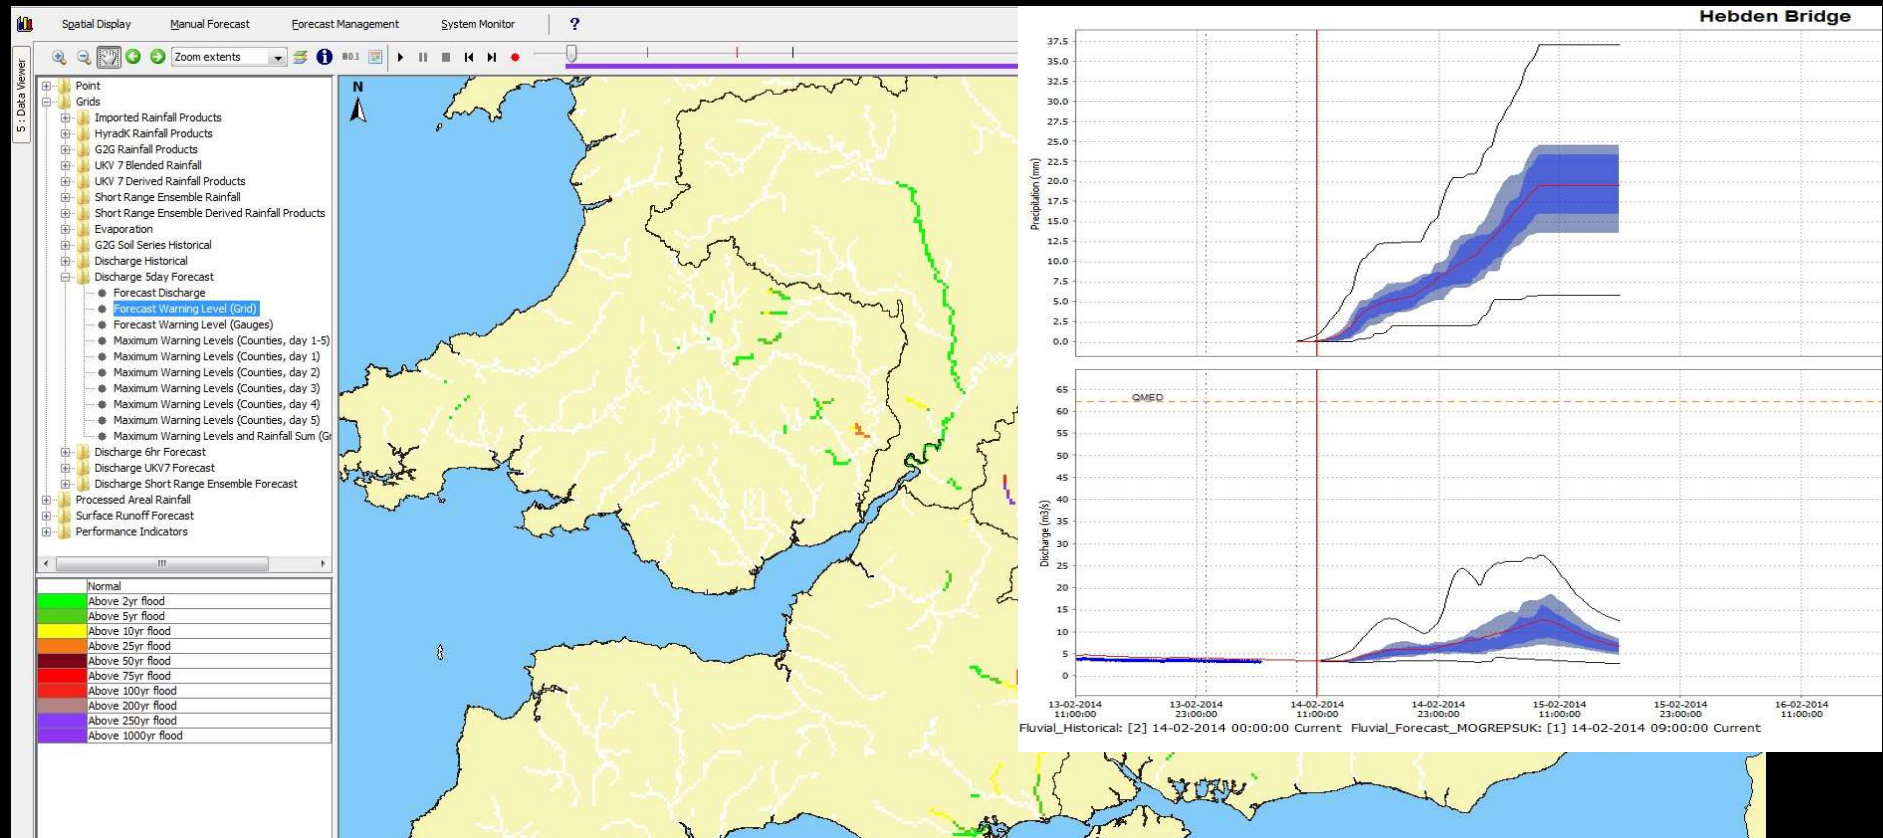 Spatial Display Manual Forecast Forecast Management System Monitor ?
5 : Data Viewer
Zoom extents
Point
Grids
Imported Rainfall Products
HyradK Rainfall Products
G2G Rainfall Products
UKV 7 Blended Rainfall
UKV 7 Derived Rainfall Products
Short Range Ensemble Rainfall
Short Range Ensemble Derived Rainfall Products
Evaporation
G2G Soil Series Historical
Discharge Historical
Discharge 5day Forecast
Forecast Discharge
Forecast Warning Level (Grid)
Forecast Warning Level (Gauges)
Maximum Warning Levels (Counties, day 1-5)
Maximum Warning Levels (Counties, day 1)
Maximum Warning Levels (Counties, day 2)
Maximum Warning Levels (Counties, day 3)
Maximum Warning Levels (Counties, day 4)
Maximum Warning Levels (Counties, day 5)
Maximum Warning Levels and Rainfall Sum (Gr
Discharge 6hr Forecast
Discharge UKV7 Forecast
Discharge Short Range Ensemble Forecast
Processed Areal Rainfall
Surface Runoff Forecast
Performance Indicators
Normal
Above 2yr flood
Above 5yr flood
Above 10yr flood
Above 25yr flood
Above 50yr flood
Above 75yr flood
Above 100yr flood
Above 200yr flood
Above 250yr flood
Above 1000yr flood
N
Hebden Bridge
Precipitation (mm)
37.5
35.0
32.5
30.0
27.5
25.0
22.5
20.0
17.5
15.0
12.5
10.0
7.5
5.0
2.5
0.0
Discharge (m3/s)
QMED
65
60
55
50
45
40
35
30
25
20
15
10
5
0
13-02-2014 13-02-2014 14-02-2014 14-02-2014 15-02-2014 15-02-2014 16-02-2014
11:00:00 23:00:00 11:00:00 23:00:00 11:00:00 23:00:00 11:00:00
Fluvial_Historical: [2] 14-02-2014 00:00:00 Current Fluvial_Forecast_MOGREPSUK: [1] 14-02-2014 09:00:00 Current